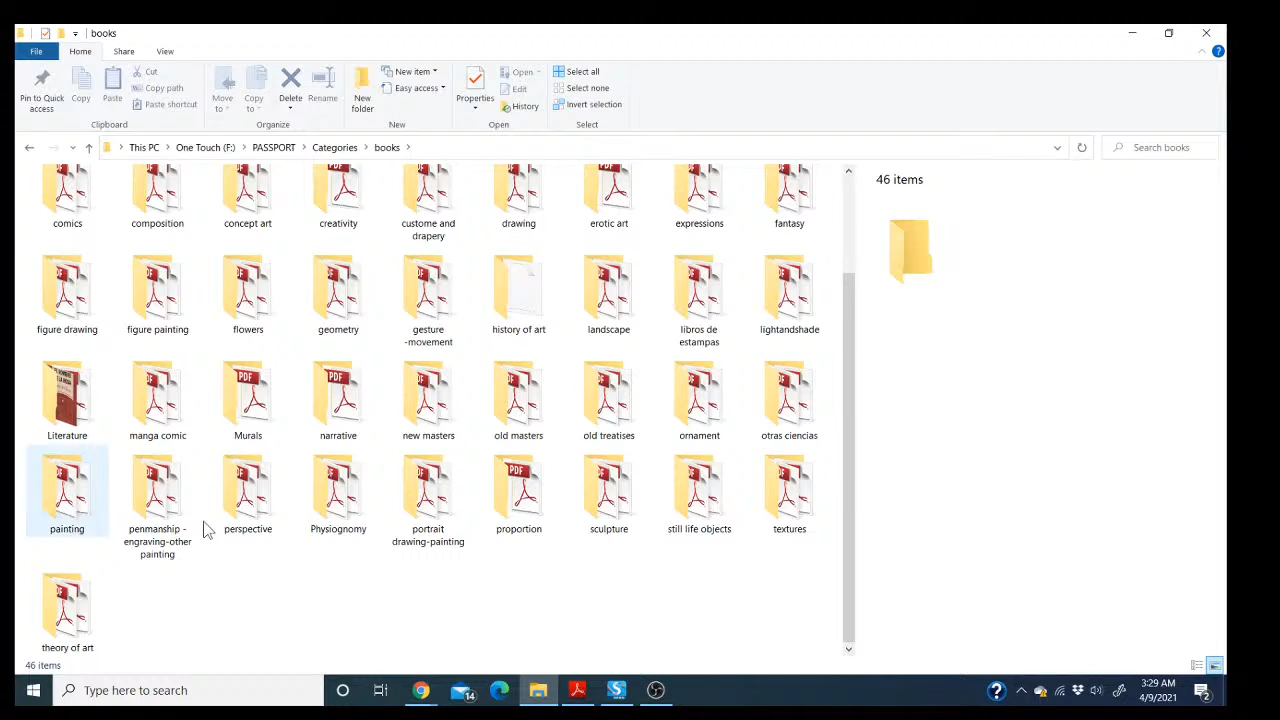 books
File Home Share View
Pin to Quick access
Copy
Paste
Cut
Copy path
Paste shortcut
Clipboard
Move to
Copy to
Delete
Rename
Organize
New folder
New item
Easy access
New
Properties
Open
Edit
History
Open
Select all
Select none
Invert selection
Select
This PC > One Touch (F:) > PASSPORT > Categories > books >
Search books
46 items
comics composition concept art creativity custome and drapery drawing erotic art expressions fantasy
figure drawing figure painting flowers geometry gesture -movement history of art landscape libros de estampas lightandshade
Literature manga comic Murals narrative new masters old masters old treatises ornament otras ciencias
painting penmanship - engraving-other painting perspective Physiognomy portrait drawing-painting proportion sculpture still life objects textures
theory of art
46 items
Type here to search
14
3:29 AM
4/9/2021
2